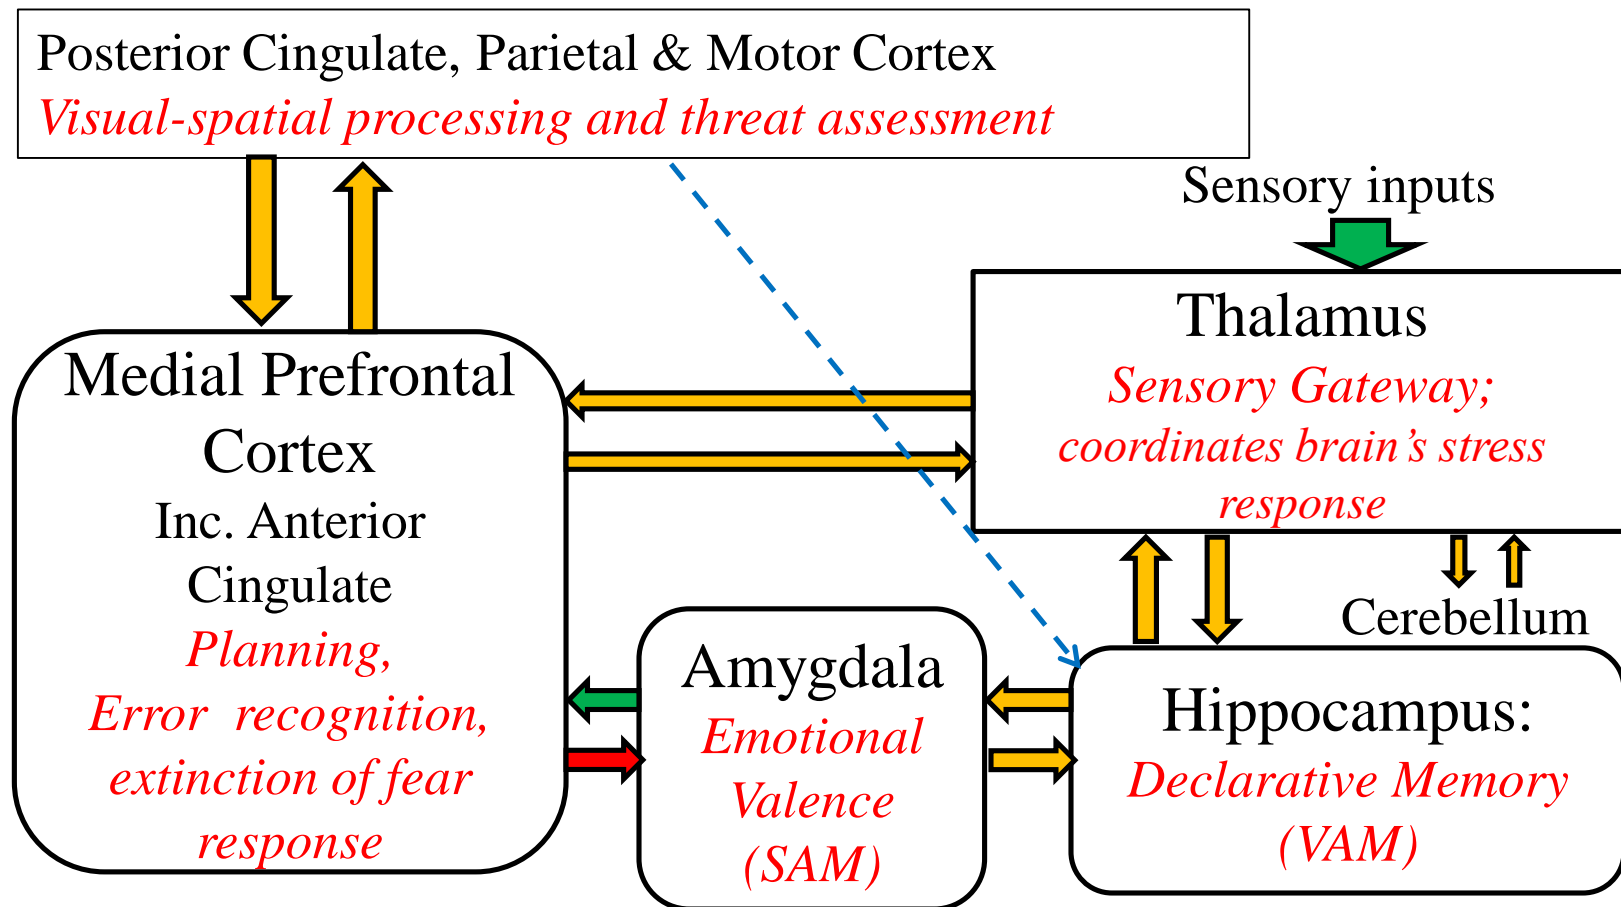 Posterior Cingulate, Parietal & Motor Cortex
Visual-spatial processing and threat assessment
Sensory inputs
Thalamus
Sensory Gateway;
coordinates brain’s stress
response
Medial Prefrontal
Cortex
Inc. Anterior
Cingulate
Planning,
Error recognition,
extinction of fear
response
Cerebellum
Amygdala
Emotional
Valence
(SAM)
Hippocampus:
Declarative Memory
(VAM)